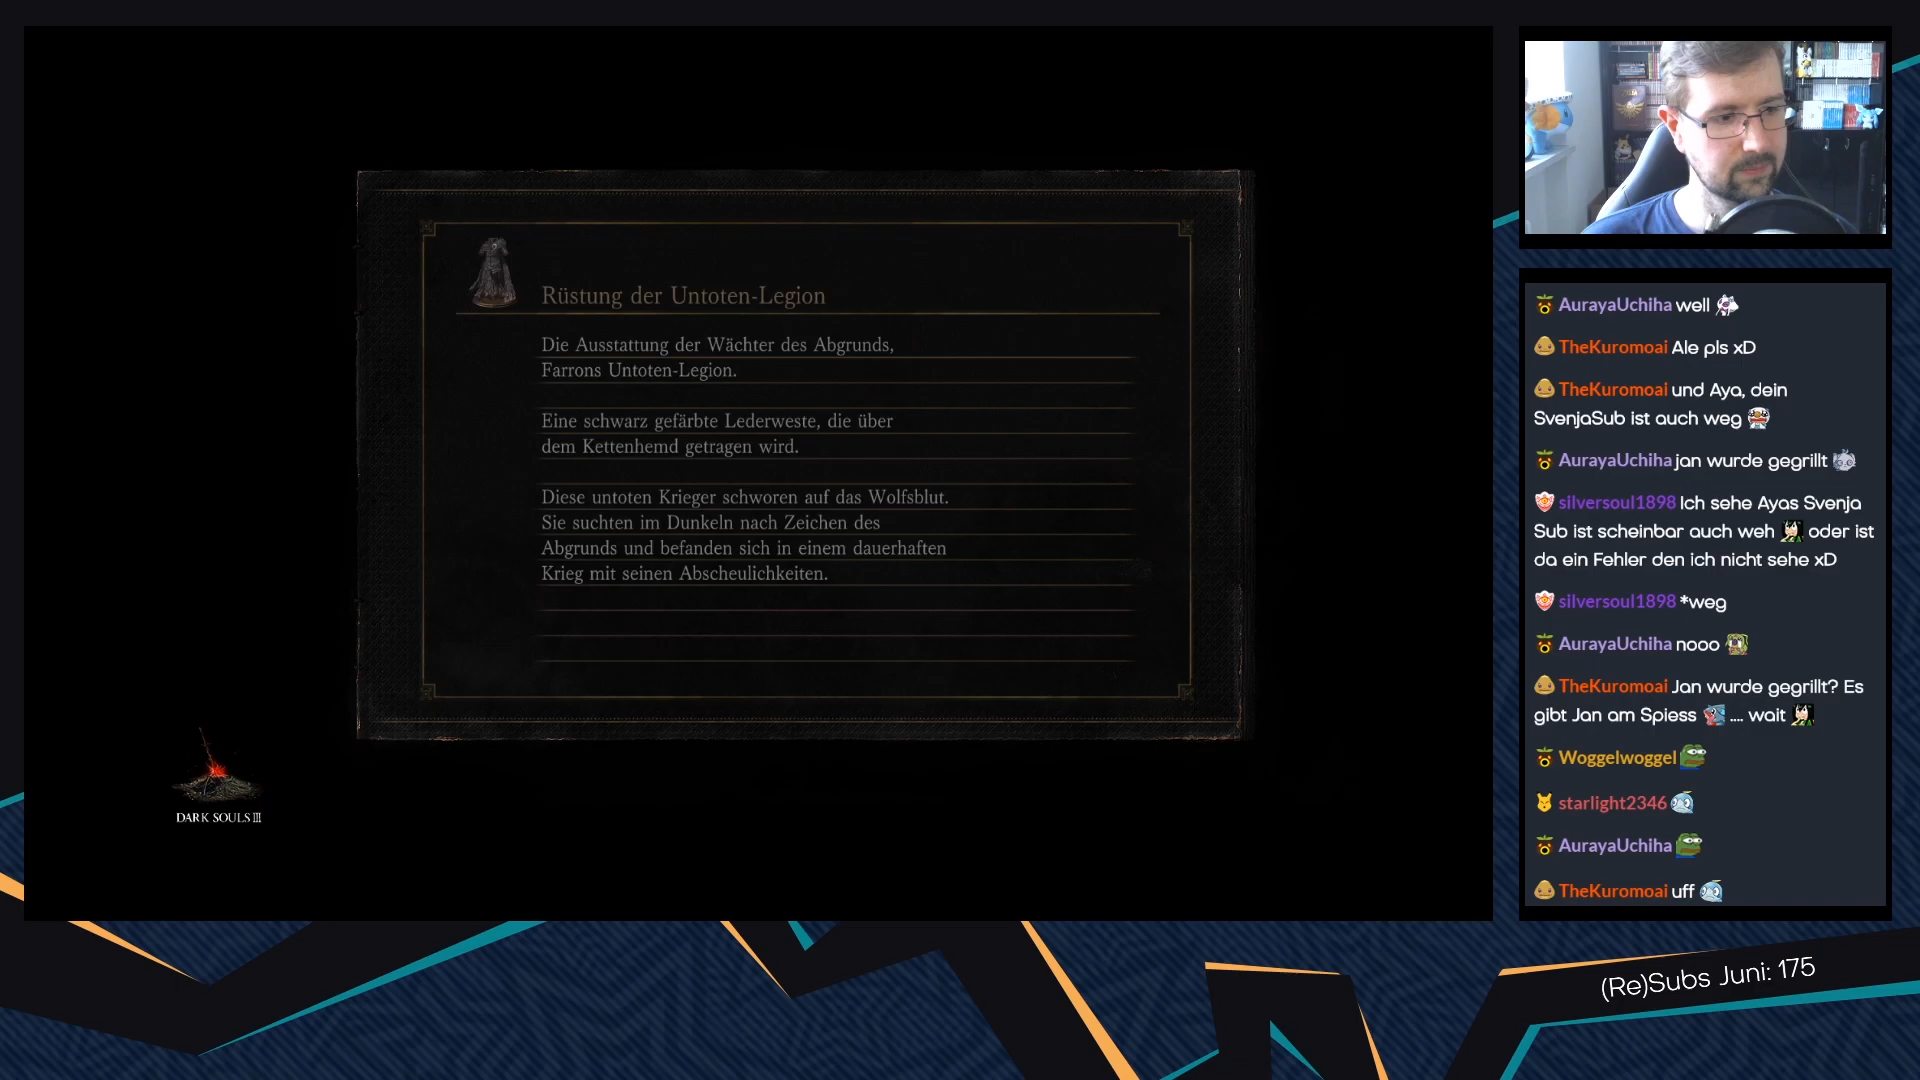 Rüstung der Untoten-Legion
Die Ausstattung der Wächter des Abgrunds,
Farrons Untoten-Legion.
Eine schwarz gefärbte Lederweste, die über
dem Kettenhemd getragen wird.
Diese untoten Krieger schworen auf das Wolfsblut.
Sie suchten im Dunkeln nach Zeichen des
Abgrunds und befanden sich in einem dauerhaften
Krieg mit seinen Abscheulichkeiten.
DARK SOULS III
AurayaUchiha well
TheKuromoai Ale pls xD
TheKuromoai und Aya, dein
SvenjaSub ist auch weg
AurayaUchiha jan wurde gegrillt
silversoul1898 Ich sehe Ayas Svenja
Sub ist scheinbar auch weh oder ist
da ein Fehler den ich nicht sehe xD
silversoul1898 *weg
AurayaUchiha nooo
TheKuromoai Jan wurde gegrillt? Es
gibt Jan am Spiess .... wait
Woggelwoggel
starlight2346
AurayaUchiha
TheKuromoai uff
(Re)Subs Juni: 175